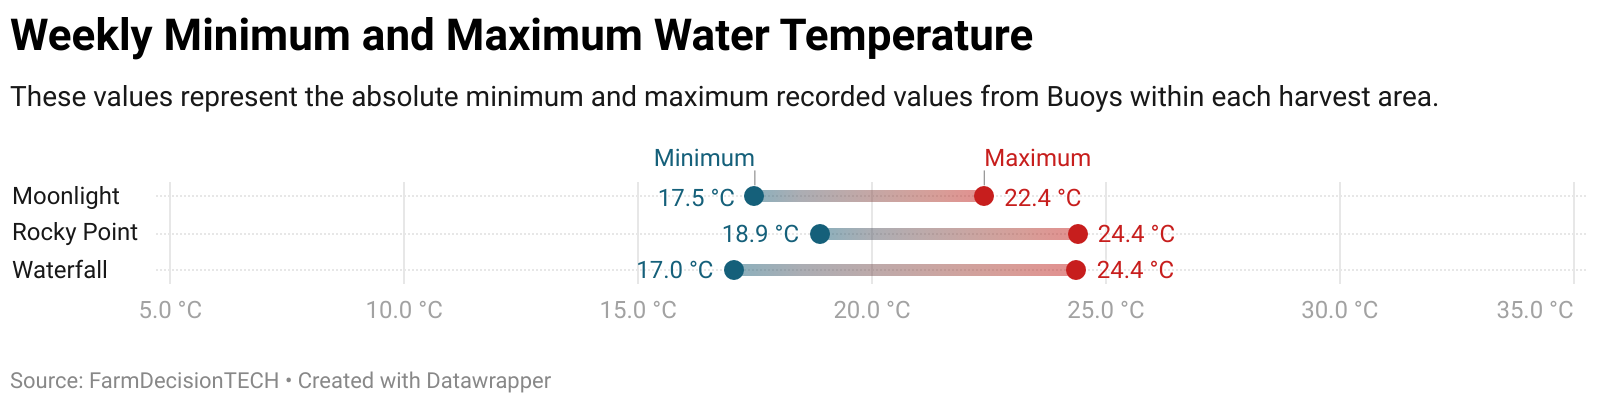 Weekly Minimum and Maximum Water Temperature
These values represent the absolute minimum and maximum recorded values from Buoys within each harvest area.
Minimum Maximum
Moonlight 17.5 °C 22.4 °C
Rocky Point 18.9 °C 24.4 °C
Waterfall 17.0 °C 24.4 °C
5.0 °C 10.0 °C 15.0 °C 20.0 °C 25.0 °C 30.0 °C 35.0 °C
Source: FarmDecisionTECH • Created with Datawrapper